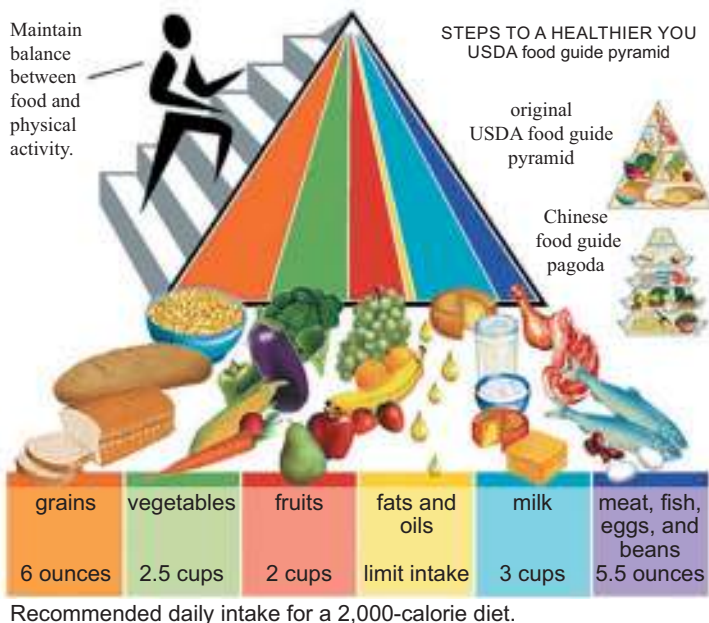 Maintain
balance
between
food and
physical
activity.
STEPS TO A HEALTHIER YOU
USDA food guide pyramid
original
USDA food guide
pyramid
Chinese
food guide
pagoda
grains
6 ounces
vegetables
2.5 cups
fruits
2 cups
fats and
oils
limit intake
milk
3 cups
meat, fish,
eggs, and
beans
5.5 ounces
Recommended daily intake for a 2,000-calorie diet.